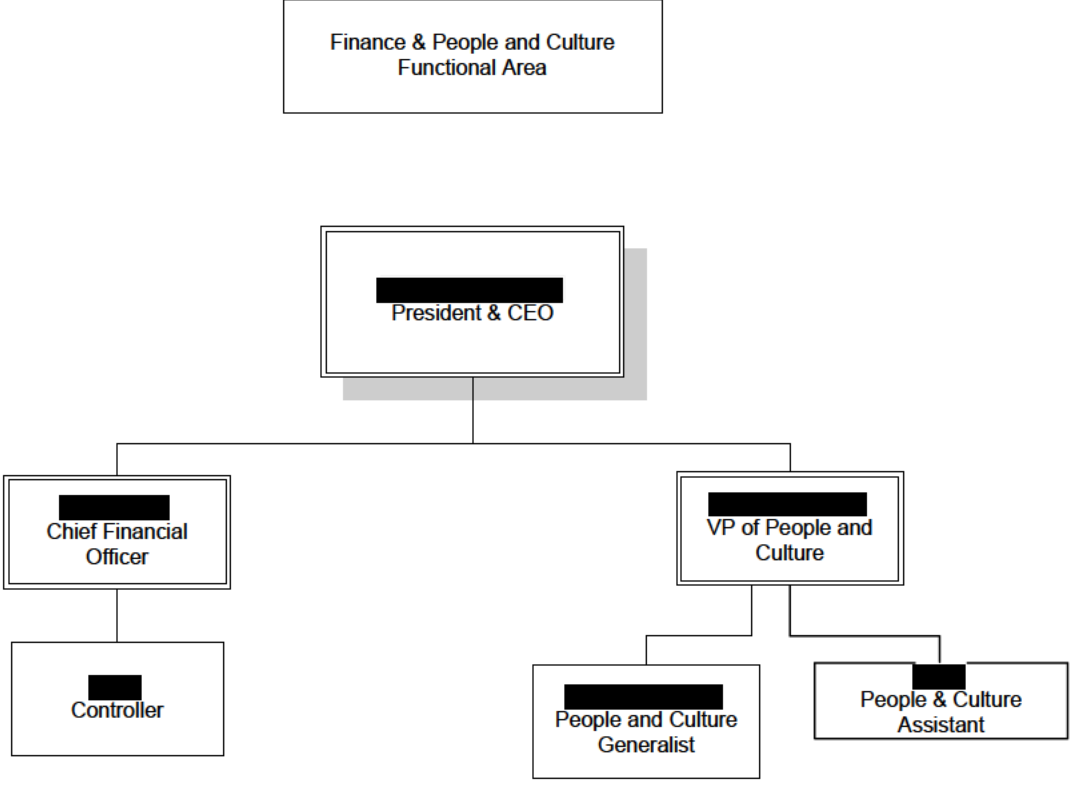 Finance & People and Culture
Functional Area
President & CEO
Chief Financial
Officer
VP of People and
Culture
Controller
People and Culture
Generalist
People & Culture
Assistant